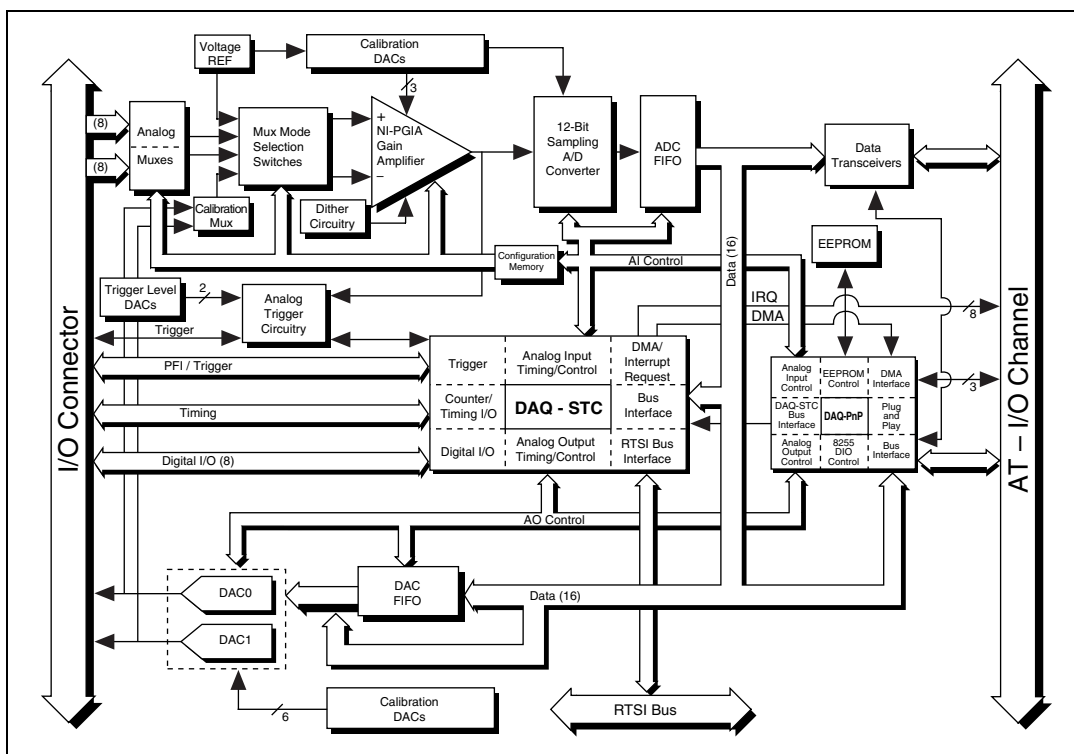 Voltage
REF
Calibration
DACs
3
(8)
(8)
Analog
Muxes
Mux Mode
Selection
Switches
+
NI-PGIA
Gain
Amplifier
–
12-Bit
Sampling
A/D
Converter
ADC
FIFO
Data
Transceivers
Calibration
Mux
Dither
Circuitry
Configuration
Memory
AI Control
Data (16)
EEPROM
Trigger Level
DACs
2
Analog
Trigger
Circuitry
Trigger
IRQ
DMA
8
I/O Connector
AT – I/O Channel
PFI / Trigger
Timing
Digital I/O (8)
Trigger
Analog Input
Timing/Control
DMA/
Interrupt
Request
Counter/
Timing I/O
DAQ - STC
Bus
Interface
Digital I/O
Analog Output
Timing/Control
RTSI Bus
Interface
Analog Input
Control
EEPROM
Control
DMA
Interface
DAQ-STC
Bus
Interface
DAQ-PnP
Plug
and
Play
Analog
Output
Control
8255
DIO
Control
Bus
Interface
3
AO Control
DAC0
DAC1
DAC
FIFO
Data (16)
6
Calibration
DACs
RTSI Bus